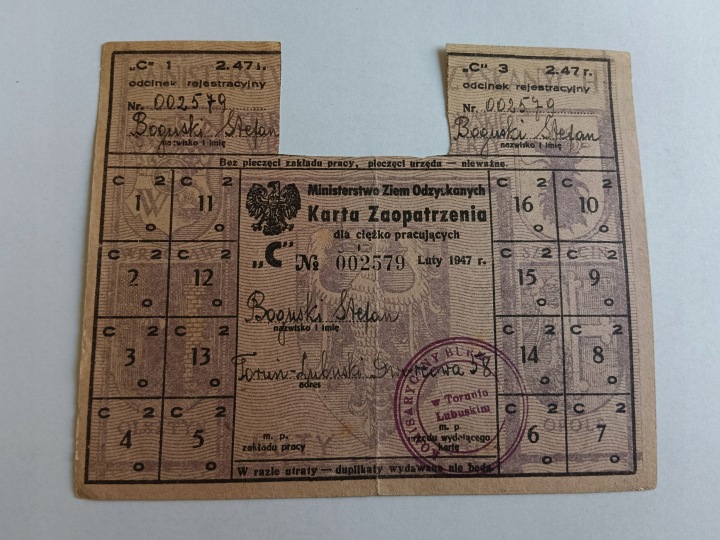 „C" 1 2.47 r.
odcinek rejestracyjny
Nr. 002579
Boguski Stefan
nazwisko i imię
„C" 3 2.47 r.
odcinek rejestracyjny
Nr. 002579
Boguski Stefan
nazwisko i imię
Bez pieczęci zakładu pracy, pieczęci urzędu — nieważne.
C 2 1 o
C 2 11 o
C 2 2 o
C 2 12 o
C 2 3 o
C 2 13 o
C 2 4 o
C 2 5 o
Ministerstwo Ziem Odzyskanych
Karta Zaopatrzenia
dla ciężko pracujących
„C" № 002579 Luty 1947 r.
Boguski Stefan
nazwisko i imię
Toruń-Lubuski Dworcowa 58
adres
w Toruniu
Lubuskim
m. p.
zakładu pracy
m. p.
urzędu wydającego
kartę
C 2 16 o
C 2 10 o
C 2 15 o
C 2 9 o
C 2 14 o
C 2 8 o
C 2 6 o
C 2 7 o
W razie utraty — duplikaty wydawane nie będą.